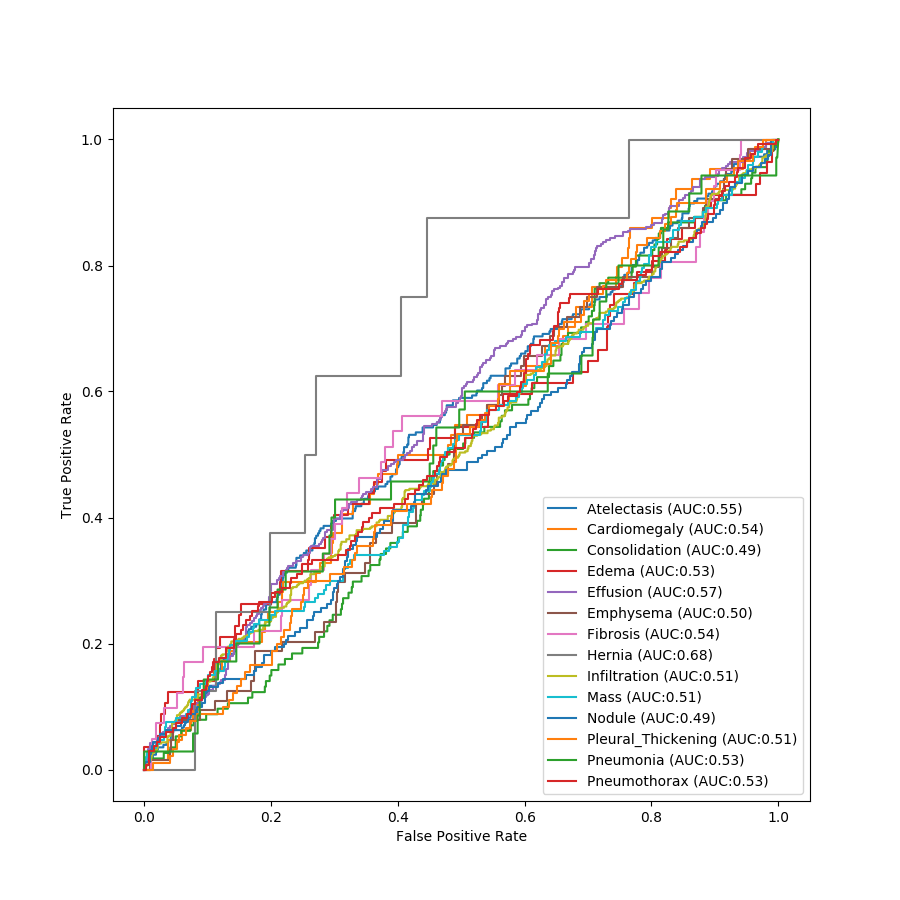 1.0
0.8
0.6
0.4
0.2
0.0
True Positive Rate
Atelectasis (AUC:0.55)
Cardiomegaly (AUC:0.54)
Consolidation (AUC:0.49)
Edema (AUC:0.53)
Effusion (AUC:0.57)
Emphysema (AUC:0.50)
Fibrosis (AUC:0.54)
Hernia (AUC:0.68)
Infiltration (AUC:0.51)
Mass (AUC:0.51)
Nodule (AUC:0.49)
Pleural_Thickening (AUC:0.51)
Pneumonia (AUC:0.53)
Pneumothorax (AUC:0.53)
0.0 0.2 0.4 0.6 0.8 1.0
False Positive Rate